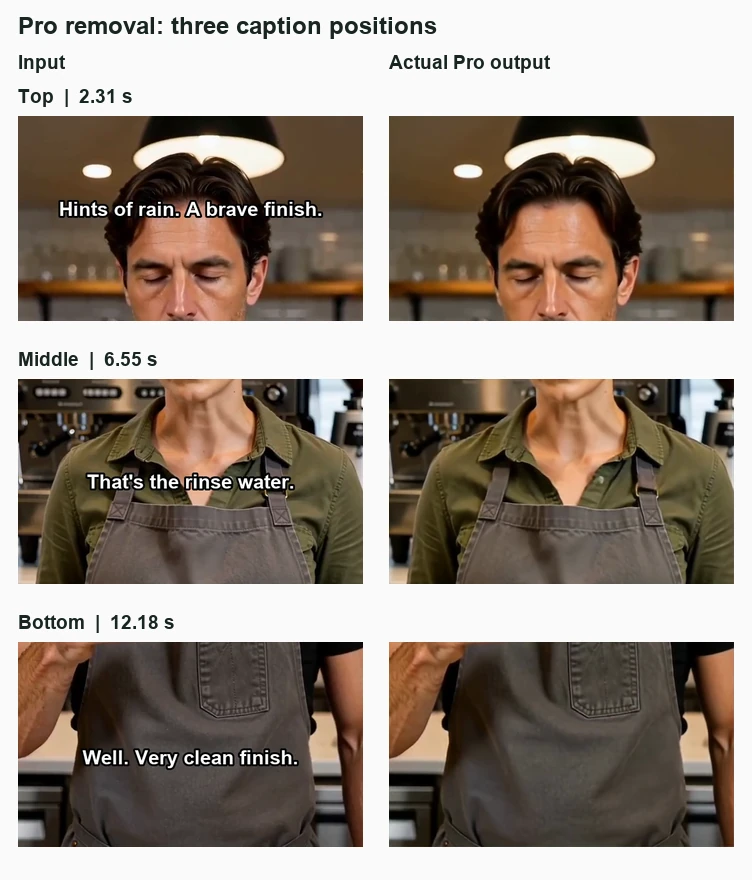 Pro removal: three caption positions
Input
Actual Pro output
Top | 2.31 s
Hints of rain. A brave finish.
Middle | 6.55 s
That's the rinse water.
Bottom | 12.18 s
Well. Very clean finish.